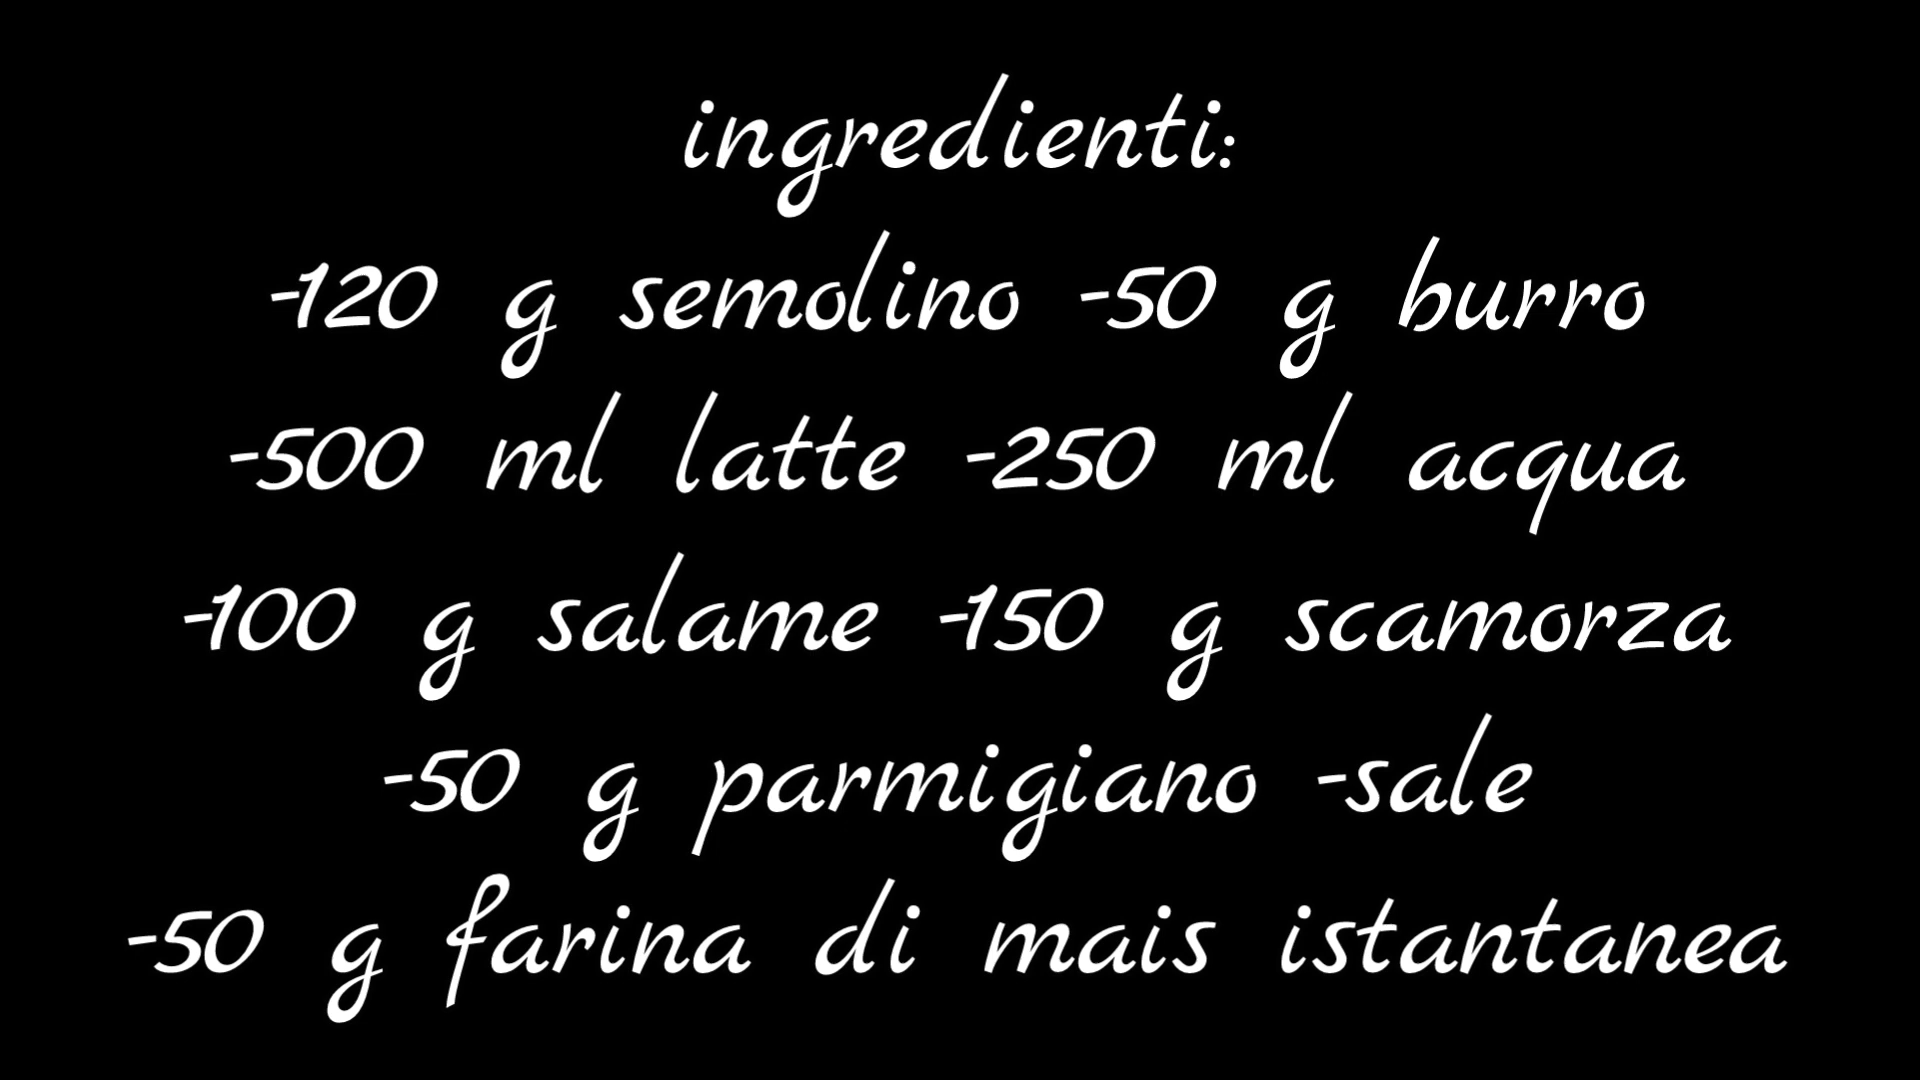 ingredienti:
-120 g semolino -50 g burro
-500 ml latte -250 ml acqua
-100 g salame -150 g scamorza
-50 g parmigiano -sale
-50 g farina di mais istantanea